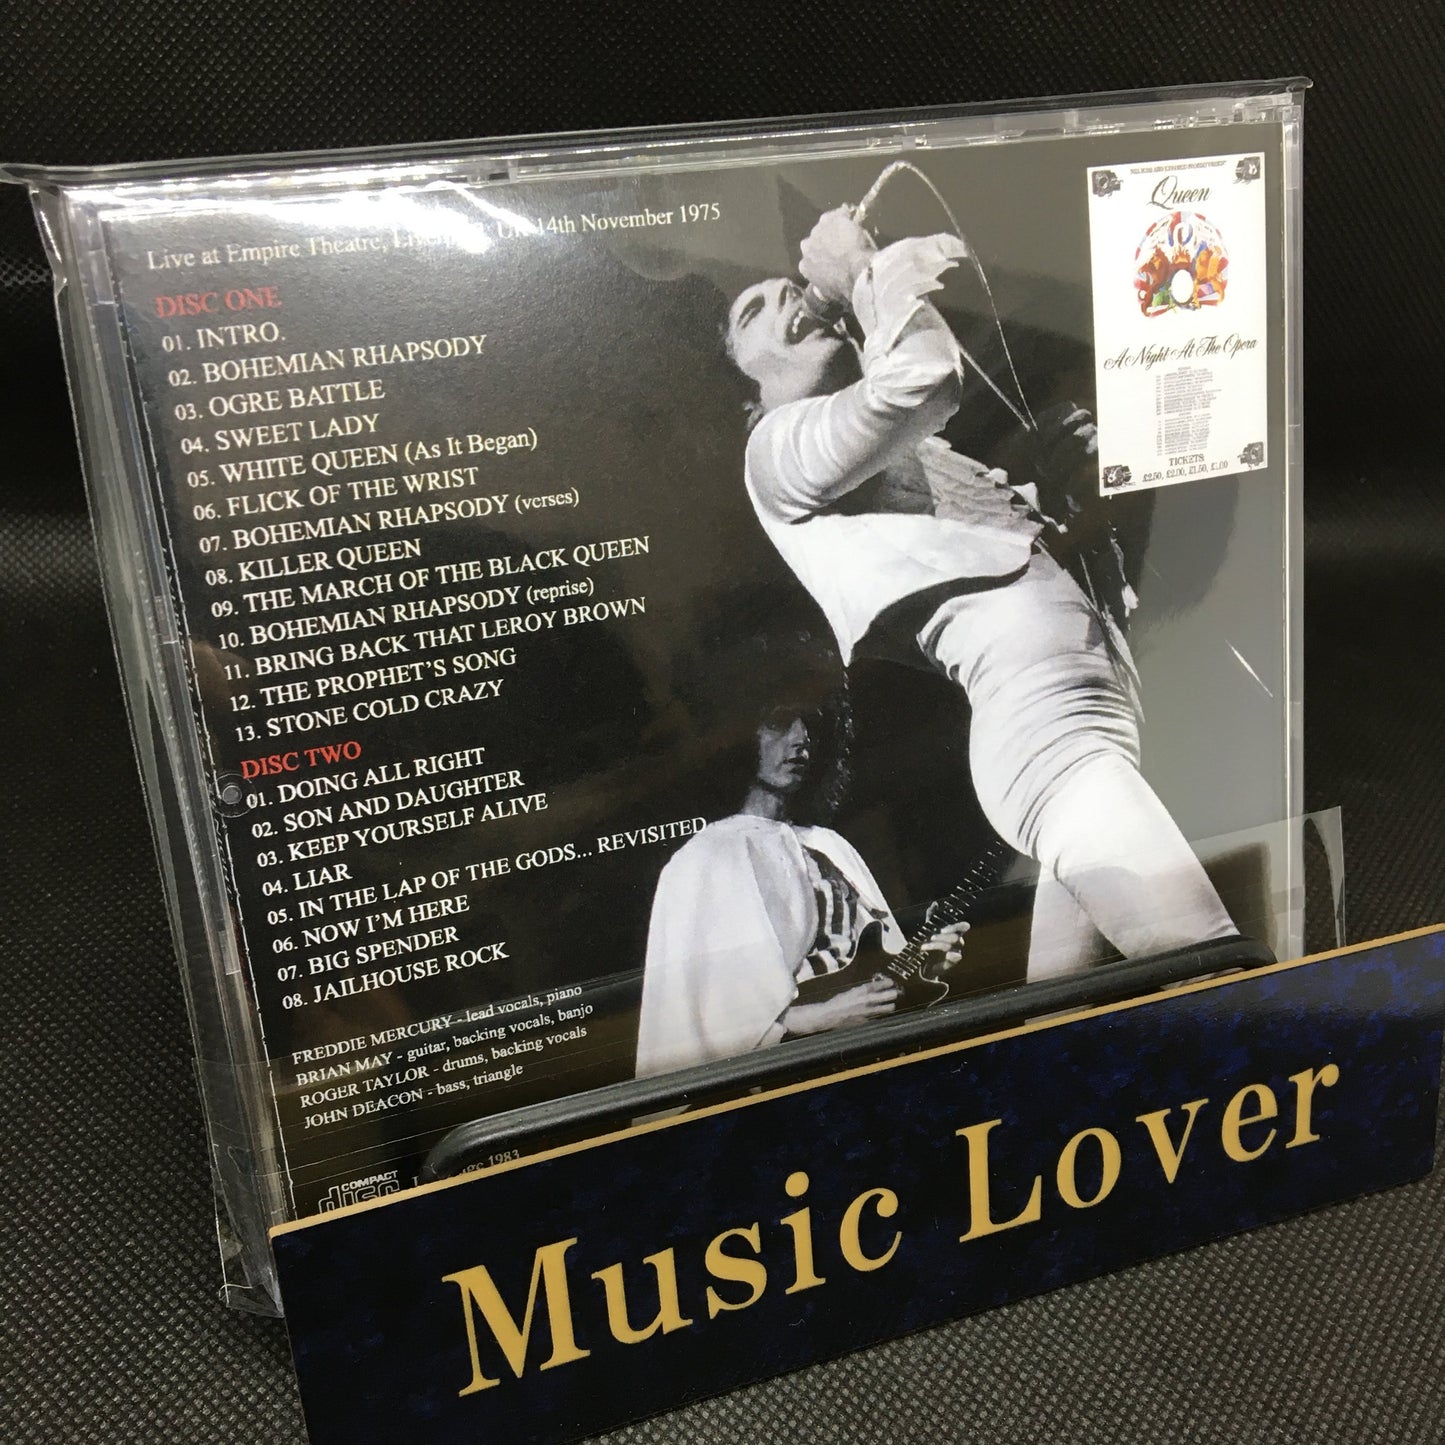 Live at Empire Theatre, 14th November 1975
DISC ONE
01. INTRO.
02. BOHEMIAN RHAPSODY
03. OGRE BATTLE
04. SWEET LADY
05. WHITE QUEEN (As It Began)
06. FLICK OF THE WRIST
07. BOHEMIAN RHAPSODY (verses)
08. KILLER QUEEN
09. THE MARCH OF THE BLACK QUEEN
10. BOHEMIAN RHAPSODY (reprise)
11. BRING BACK THAT LEROY BROWN
12. THE PROPHET'S SONG
13. STONE COLD CRAZY
DISC TWO
01. DOING ALL RIGHT
02. SON AND DAUGHTER
03. KEEP YOURSELF ALIVE
04. LIAR
05. IN THE LAP OF THE GODS... REVISITED
06. NOW I'M HERE
07. BIG SPENDER
08. JAILHOUSE ROCK
FREDDIE MERCURY - lead vocals, piano
BRIAN MAY - guitar, backing vocals, banjo
ROGER TAYLOR - drums, backing vocals
JOHN DEACON - bass, triangle
COMPACT
disc
1983
Queen
A Night At The Opera
TICKETS:
£2.50, £2.00, £1.50, £1.00
Music Lover